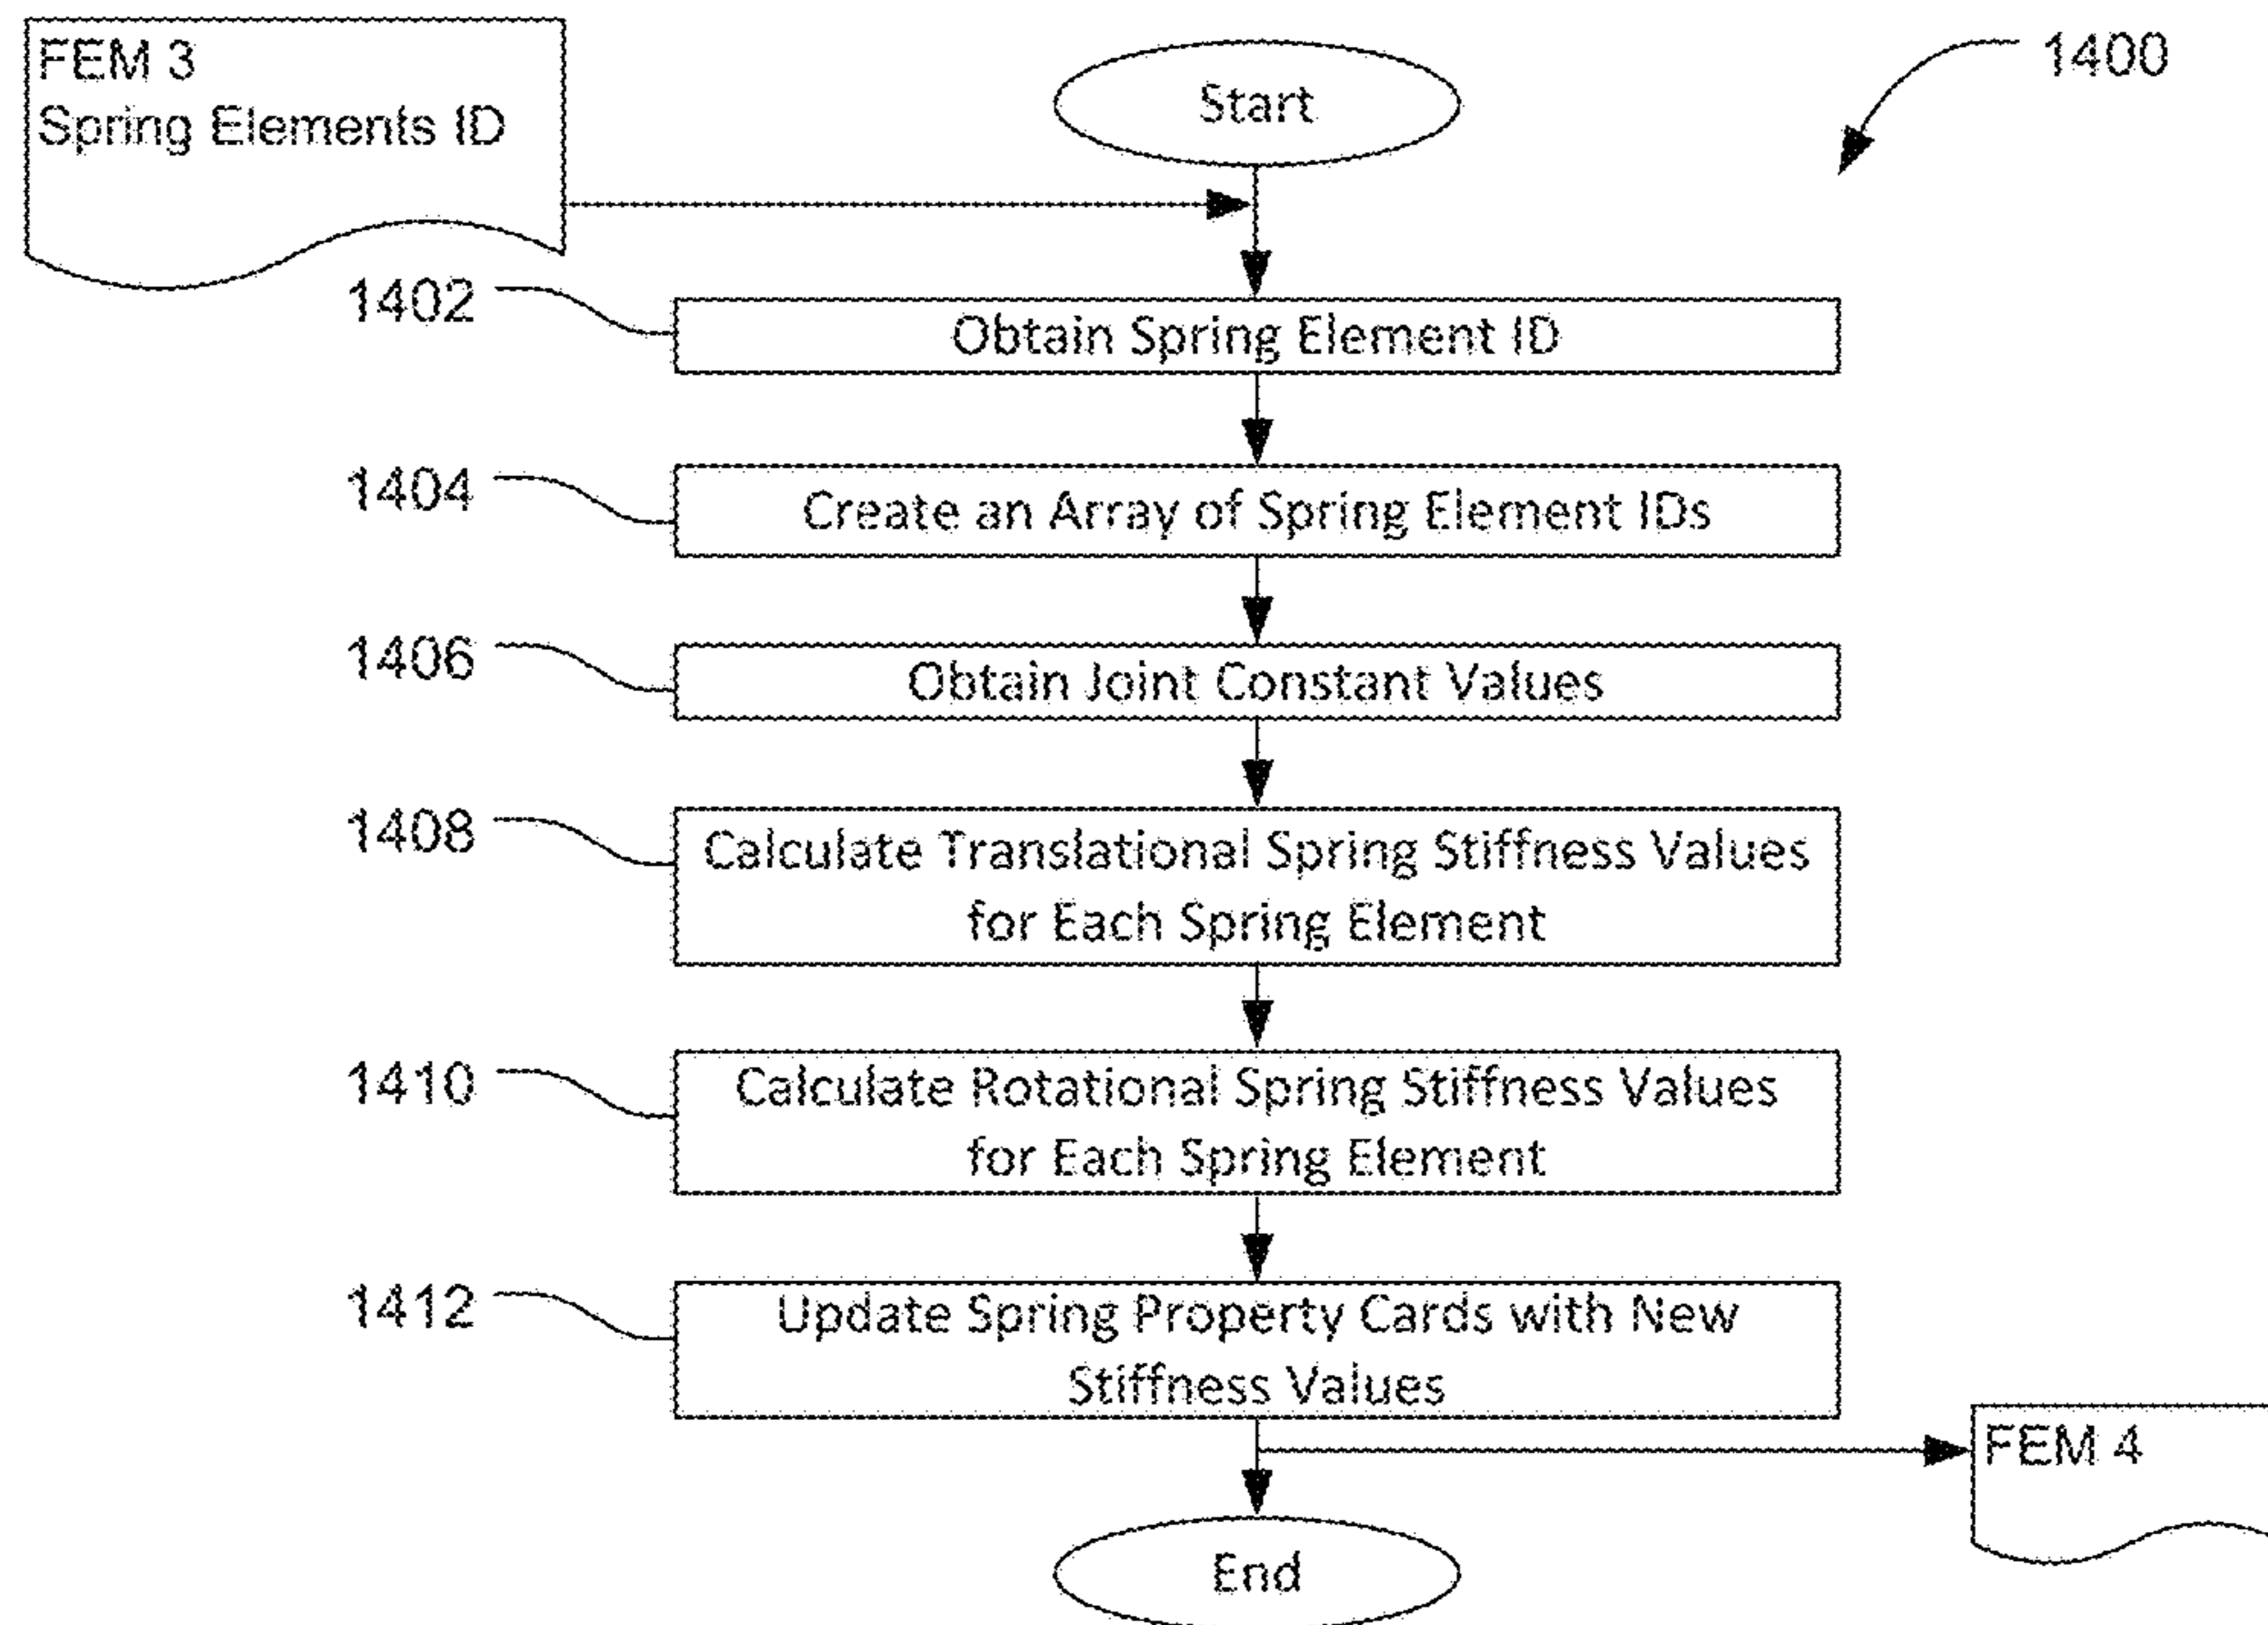 FEM 3
Spring Elements ID
Start
1400
1402
Obtain Spring Element ID
1404
Create an Array of Spring Element IDs
1406
Obtain Joint Constant Values
1408
Calculate Translational Spring Stiffness Values
for Each Spring Element
1410
Calculate Rotational Spring Stiffness Values
for Each Spring Element
1412
Update Spring Property Cards with New
Stiffness Values
FEM 4
End